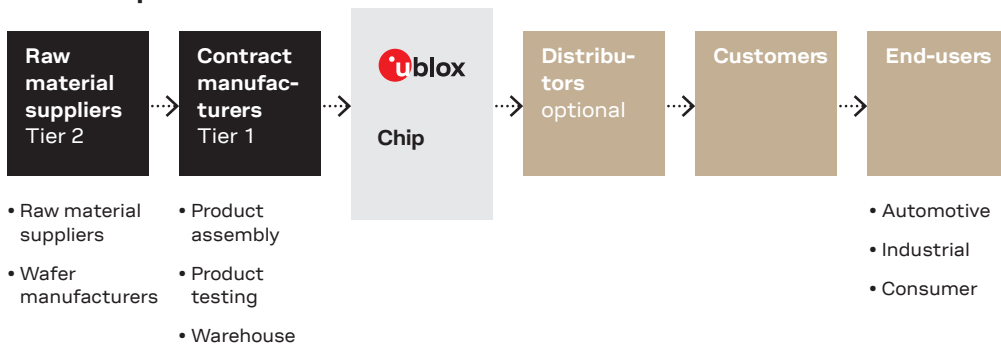 Raw
material
suppliers
Tier 2
Contract
manufac-
turers
Tier 1
ublox
Chip
Distribu-
tors
optional
Customers
End-users
• Raw material
suppliers
• Wafer
manufacturers
• Product
assembly
• Product
testing
• Warehouse
• Automotive
• Industrial
• Consumer